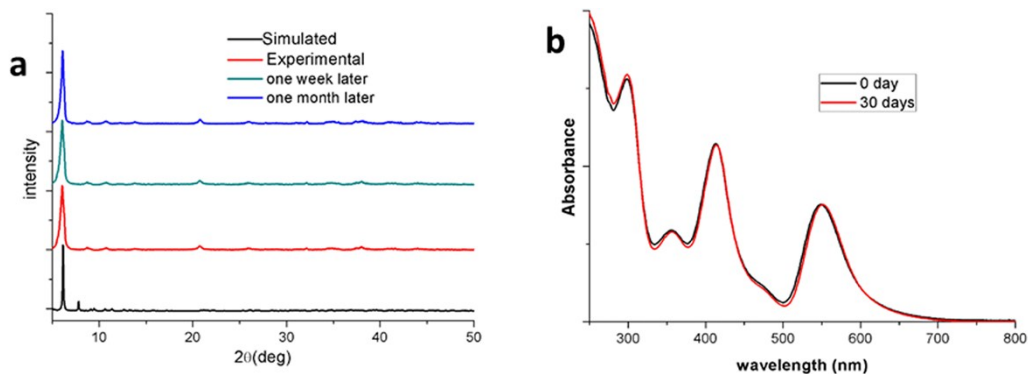 a
Simulated
Experimental
one week later
one month later
intensity
10 20 30 40 50
2θ(deg)
b
0 day
30 days
Absorbance
300 400 500 600 700 800
wavelength (nm)